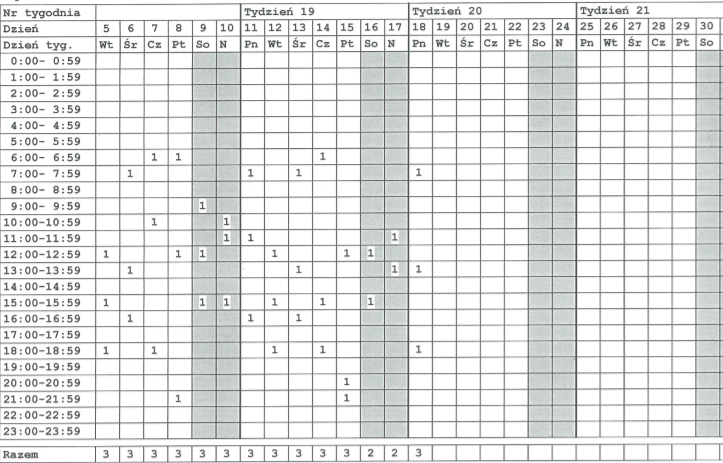 Nr tygodnia Tydzień 19 Tydzień 20 Tydzień 21
Dzień 5 6 7 8 9 10 11 12 13 14 15 16 17 18 19 20 21 22 23 24 25 26 27 28 29 30
Dzień tyg. Wt Śr Cz Pt So N Pn Wt Śr Cz Pt So N Pn Wt Śr Cz Pt So N Pn Wt Śr Cz Pt So
0:00- 0:59
1:00- 1:59
2:00- 2:59
3:00- 3:59
4:00- 4:59
5:00- 5:59
6:00- 6:59 1 1 1
7:00- 7:59 1 1 1 1
8:00- 8:59
9:00- 9:59 1
10:00-10:59 1 1
11:00-11:59 1 1 1
12:00-12:59 1 1 1 1 1 1
13:00-13:59 1 1 1 1
14:00-14:59
15:00-15:59 1 1 1 1 1 1
16:00-16:59 1 1 1
17:00-17:59
18:00-18:59 1 1 1 1 1
19:00-19:59
20:00-20:59 1
21:00-21:59 1 1
22:00-22:59
23:00-23:59
Razem 3 3 3 3 3 3 3 3 3 3 3 2 2 3